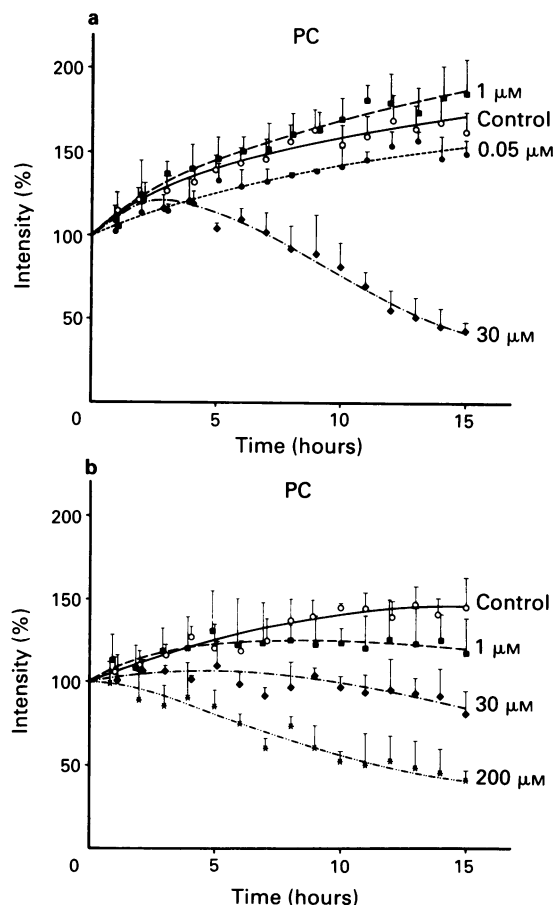 a
PC
200
150
100
50
0
5
10
15
Intensity (%)
Time (hours)
1 µM
Control
0.05 µM
30 µM
b
PC
200
150
100
50
0
5
10
15
Intensity (%)
Time (hours)
Control
1 µM
30 µM
200 µM